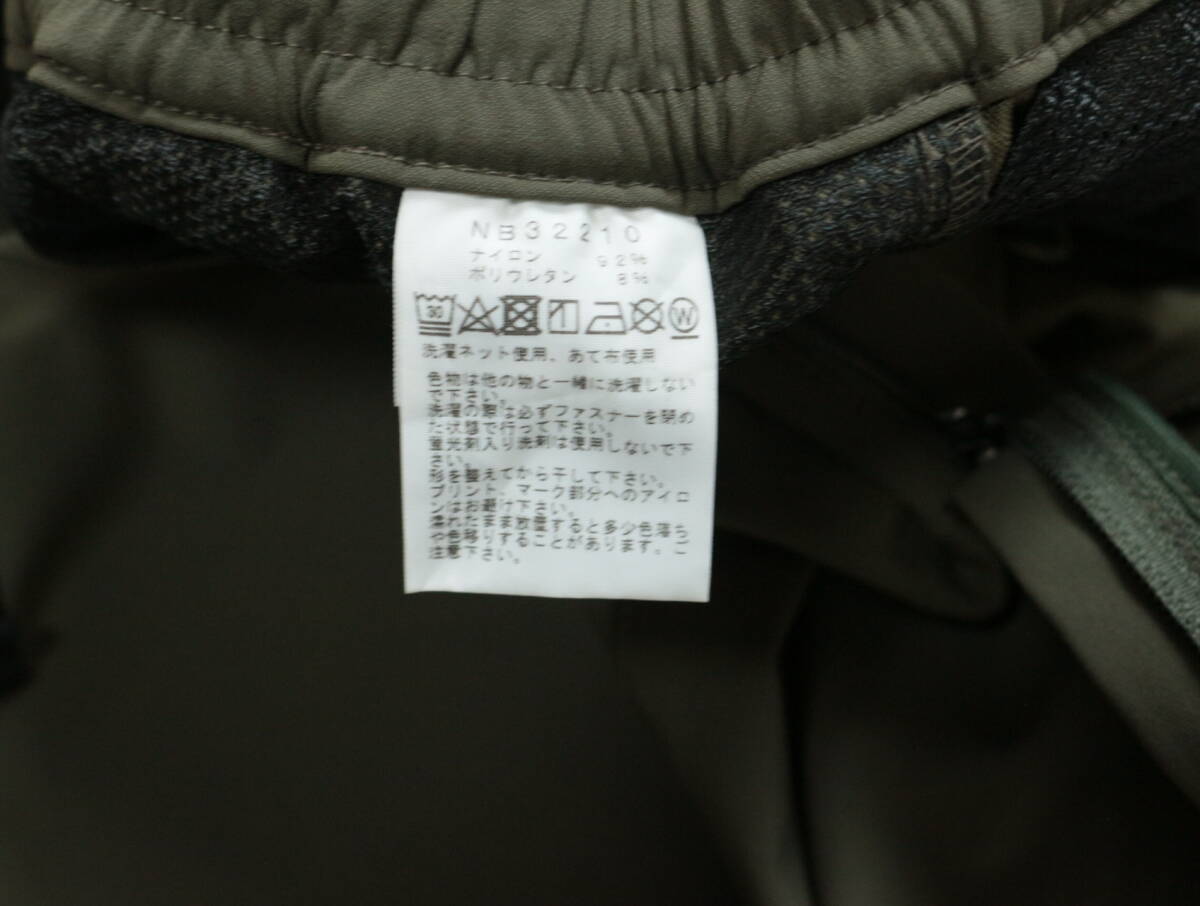 NB32210
ナイロン 92%
ポリウレタン 8%
30 W
洗濯ネット使用、あて布使用
色物は他の物と一緒に洗濯しない
で下さい。
洗濯の際は必ずファスナーを閉め
た状態で行って下さい。
蛍光剤入り洗剤は使用しないで下
さい。
形を整えてから干して下さい。
プリント、マーク部分へのアイロ
ンはお避け下さい。
濡れたまま放置すると多少色落ち
や色移りすることがあります。ご
注意下さい。